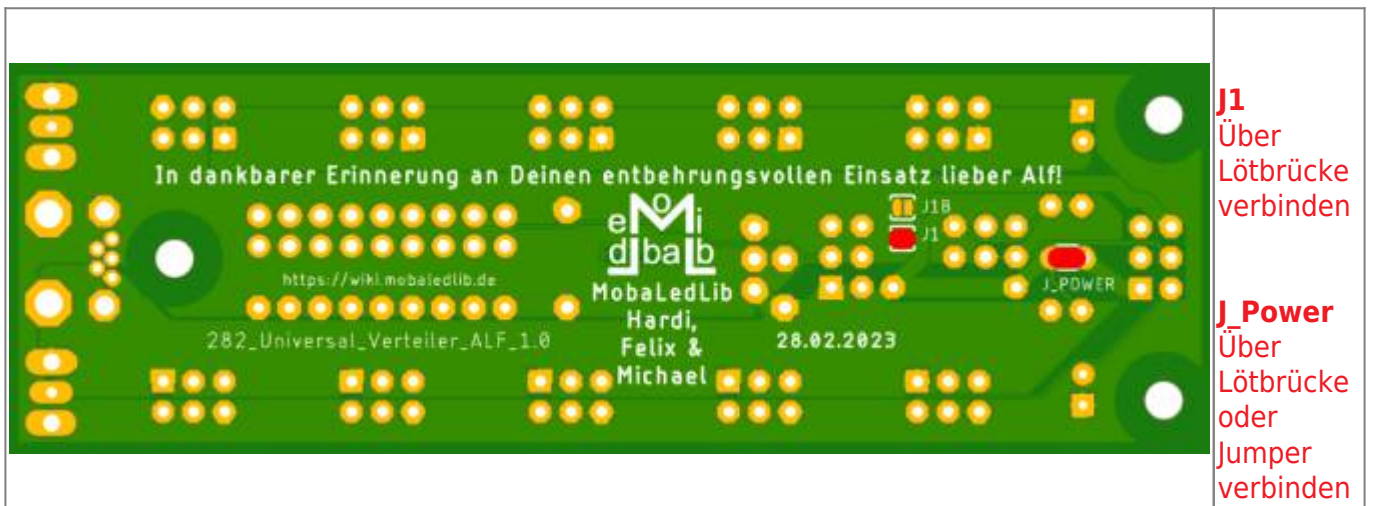 In dankbarer Erinnerung an Deinen entbehrungsvollen Einsatz lieber Alf!
J1B
J1
J_POWER
https://wiki.mobaledlib.de
MobaLedLib
Hardi,
Felix &
Michael
282_Universal_Verteiler_ALF_1.0
28.02.2023
J1
Über
Lötbrücke
verbinden
J_Power
Über
Lötbrücke
oder
Jumper
verbinden